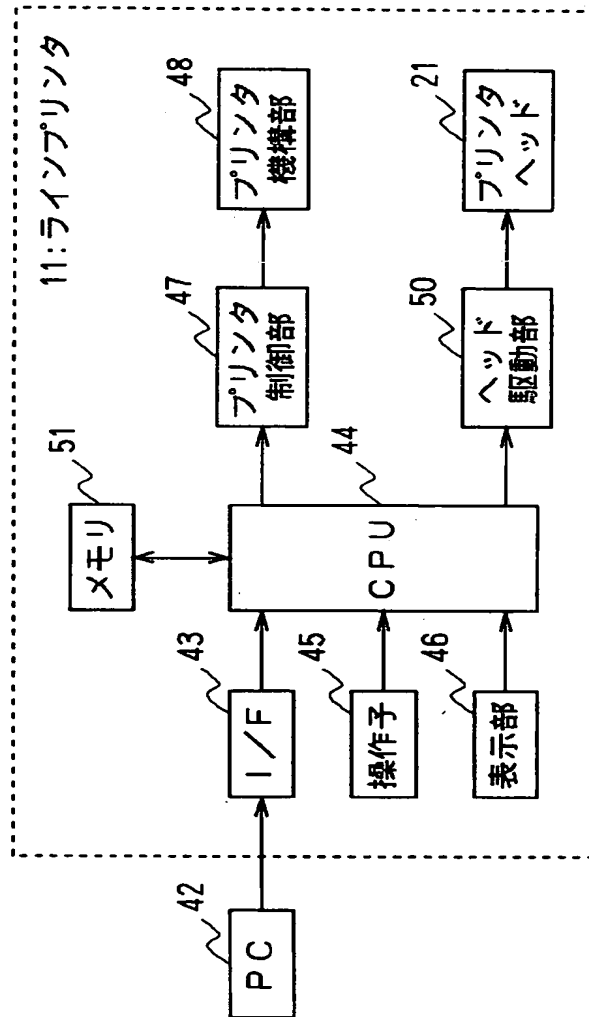 11:ラインプリンタ
51
メモリ
47
プリンタ
制御部
48
プリンタ
機構部
42
PC
43
I/F
44
CPU
45
操作子
46
表示部
50
ヘッド
駆動部
21
プリンタ
ヘッド